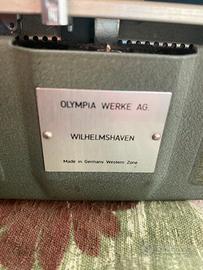 OLYMPIA WERKE AG.
WILHELMSHAVEN
Made in Germany Western Zone